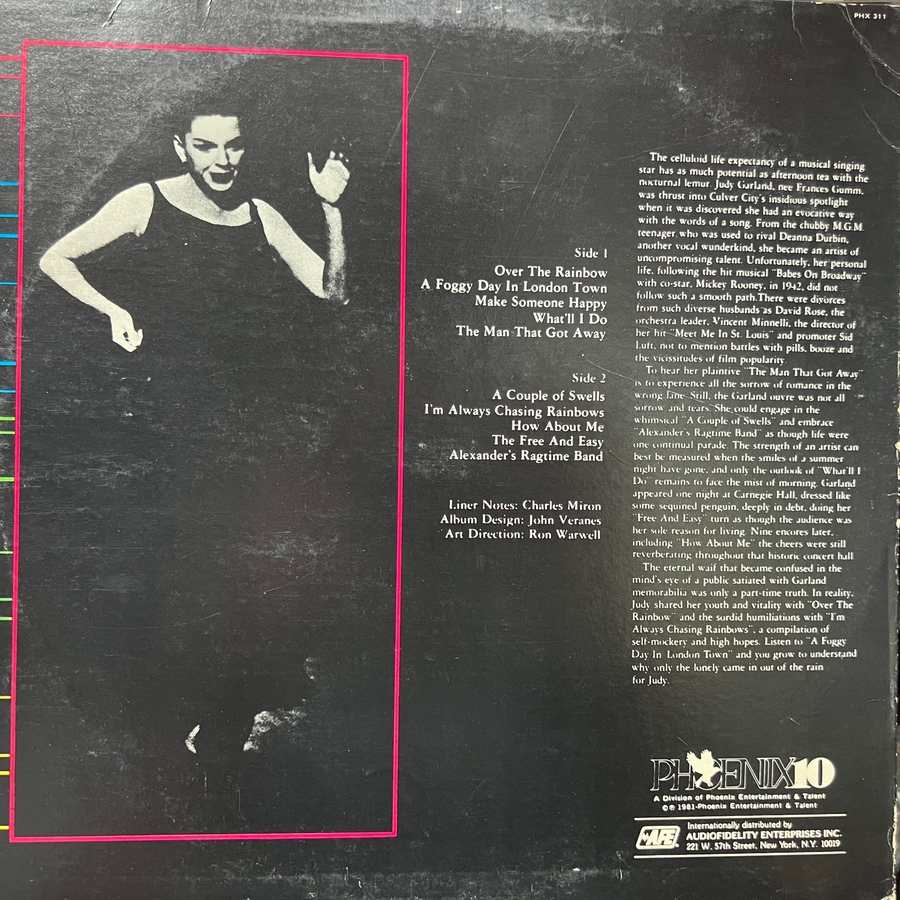 PHX 311
Side 1
Over The Rainbow
A Foggy Day In London Town
Make Someone Happy
What'll I Do
The Man That Got Away
Side 2
A Couple of Swells
I'm Always Chasing Rainbows
How About Me
The Free And Easy
Alexander's Ragtime Band
Liner Notes: Charles Miron
Album Design: John Veranes
Art Direction: Ron Warwell
The celluloid life expectancy of a musical singing
star has as much potential as afternoon tea with the
nocturnal lemur. Judy Garland, nee Frances Gumm,
was thrust into Culver City's insidious spotlight
when it was discovered she had an evocative way
with the words of a song. From the chubby M.G.M.
teenager who was used to rival Deanna Durbin,
another vocal wunderkind, she became an artist of
uncompromising talent. Unfortunately, her personal
life, following the hit musical "Babes On Broadway"
with co-star, Mickey Rooney, in 1942, did not
follow such a smooth path.There were divorces
from such diverse husbands as David Rose, the
orchestra leader, Vincent Minnelli, the director of
her hit "Meet Me In St. Louis" and promoter Sid
Luft, not to mention battles with pills, booze and
the vicissitudes of film popularity.
To hear her plaintive "The Man That Got Away"
is to experience all the sorrow of romance in the
wrong lane. Still, the Garland ouvre was not all
sorrow and tears. She could engage in the
whimsical "A Couple of Swells" and embrace
"Alexander's Ragtime Band" as though life were
one continual parade. The strength of an artist can
best be measured when the smiles of a summer
night have gone, and only the outlook of "What'll I
Do" remains to face the mist of morning. Garland
appeared one night at Carnegie Hall, dressed like
some sequined penguin, deeply in debt, doing her
"Free And Easy" turn as though the audience was
her sole reason for living. Nine encores later,
including "How About Me" the cheers were still
reverberating throughout that historic concert hall.
The eternal waif that became confused in the
mind's eye of a public satiated with Garland
memorabilia was only a part-time truth. In reality,
Judy shared her youth and vitality with "Over The
Rainbow" and the sordid humiliations with "I'm
Always Chasing Rainbows", a compilation of
self-mockery and high hopes. Listen to "A Foggy
Day In London Town" and you grow to understand
why only the lonely came in out of the rain
for Judy.
PHOENIX10
A Division of Phoenix Entertainment & Talent
©℗ 1981-Phoenix Entertainment & Talent
AFE
Internationally distributed by
AUDIOFIDELITY ENTERPRISES INC.
221 W. 57th Street, New York, N.Y. 10019